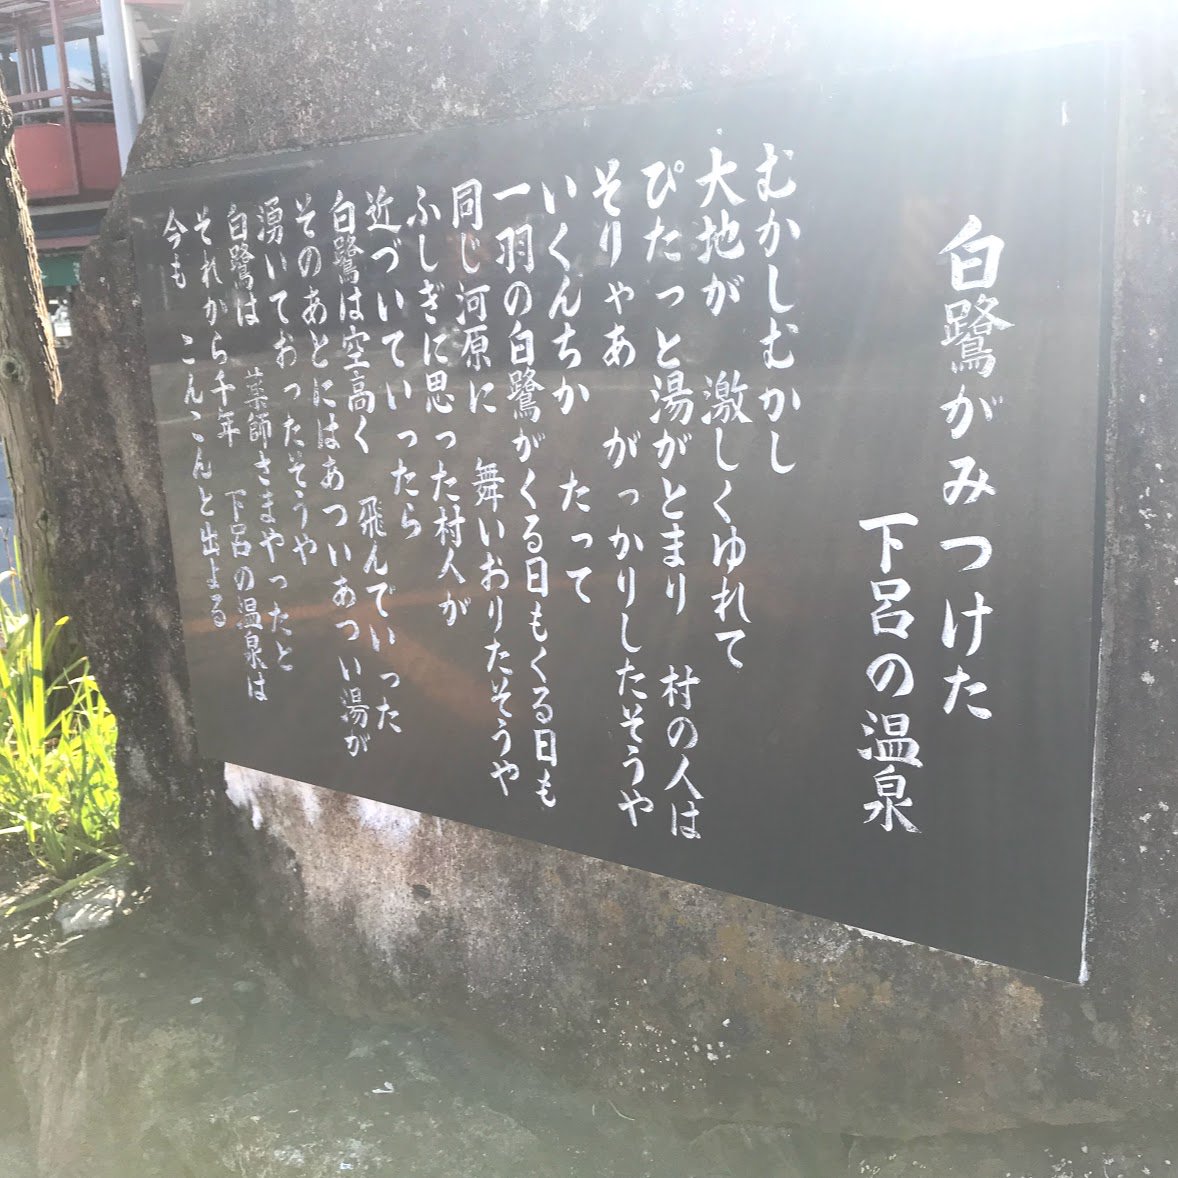 白鷺がみつけた
下呂の温泉
むかしむかし
大地が 激しくゆれて
ぴたっと湯がとまり 村の人は
そりゃあ がっかりしたそうや
いくんちか たって
一羽の白鷺がくる日もくる日も
同じ河原に 舞いおりたそうや
ふしぎに思った村人が
近づいていったら
白鷺は空高く 飛んでいった
そのあとにはあついあつい湯が
湧いておったそうや
白鷺は 薬師さまやったと
それから千年 下呂の温泉は
今も こんこんと出よる